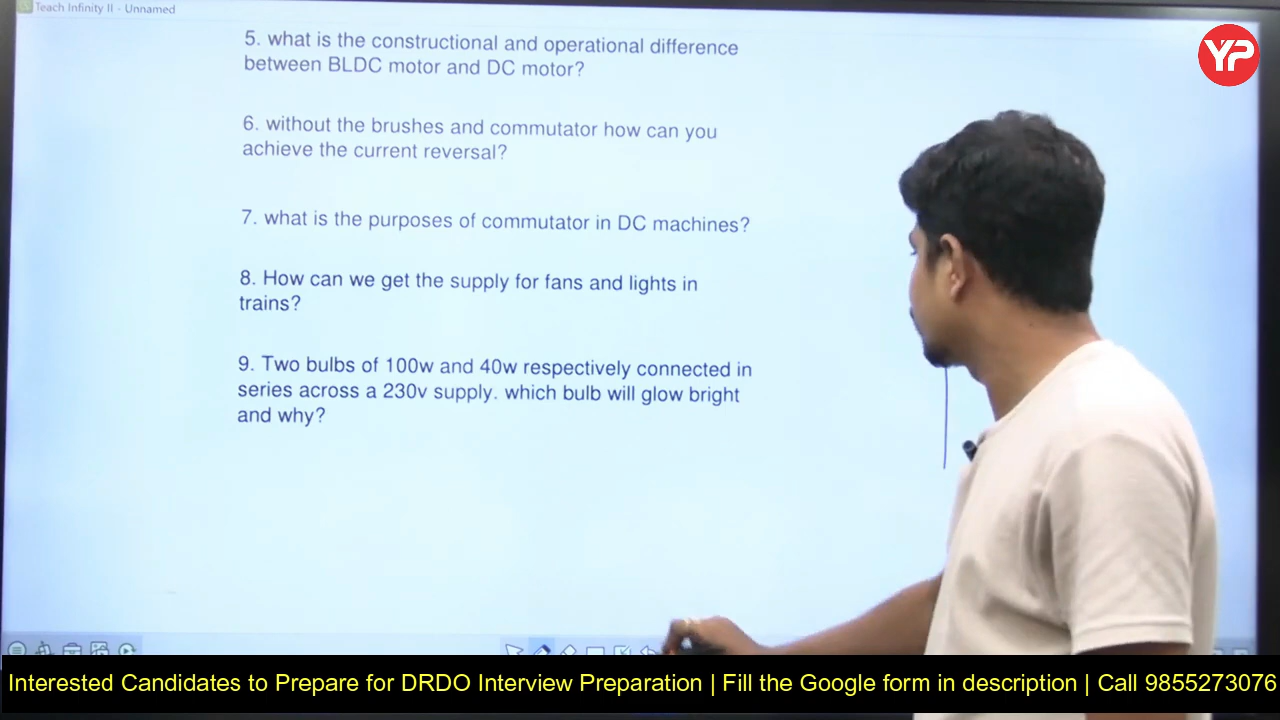 Teach Infinity II - Unnamed
YP
5. what is the constructional and operational difference
between BLDC motor and DC motor?
6. without the brushes and commutator how can you
achieve the current reversal?
7. what is the purposes of commutator in DC machines?
8. How can we get the supply for fans and lights in
trains?
9. Two bulbs of 100w and 40w respectively connected in
series across a 230v supply. which bulb will glow bright
and why?
Interested Candidates to Prepare for DRDO Interview Preparation | Fill the Google form in description | Call 9855273076